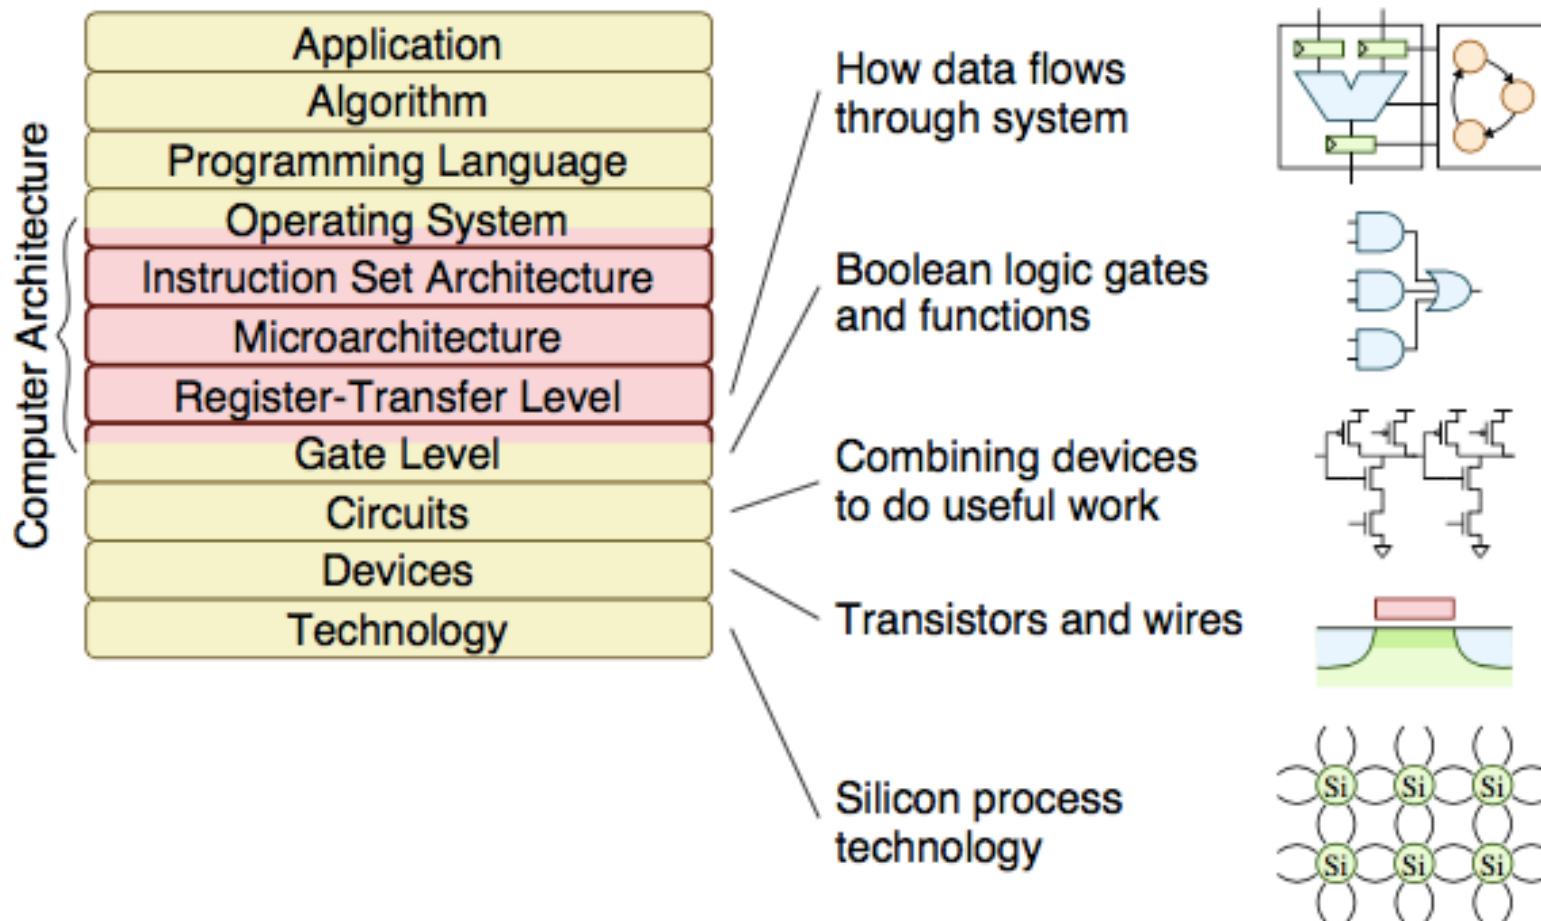 Computer Architecture
Application
Algorithm
Programming Language
Operating System
Instruction Set Architecture
Microarchitecture
Register-Transfer Level
Gate Level
Circuits
Devices
Technology
How data flows
through system
Boolean logic gates
and functions
Combining devices
to do useful work
Transistors and wires
Silicon process
technology
Si Si Si
Si Si Si